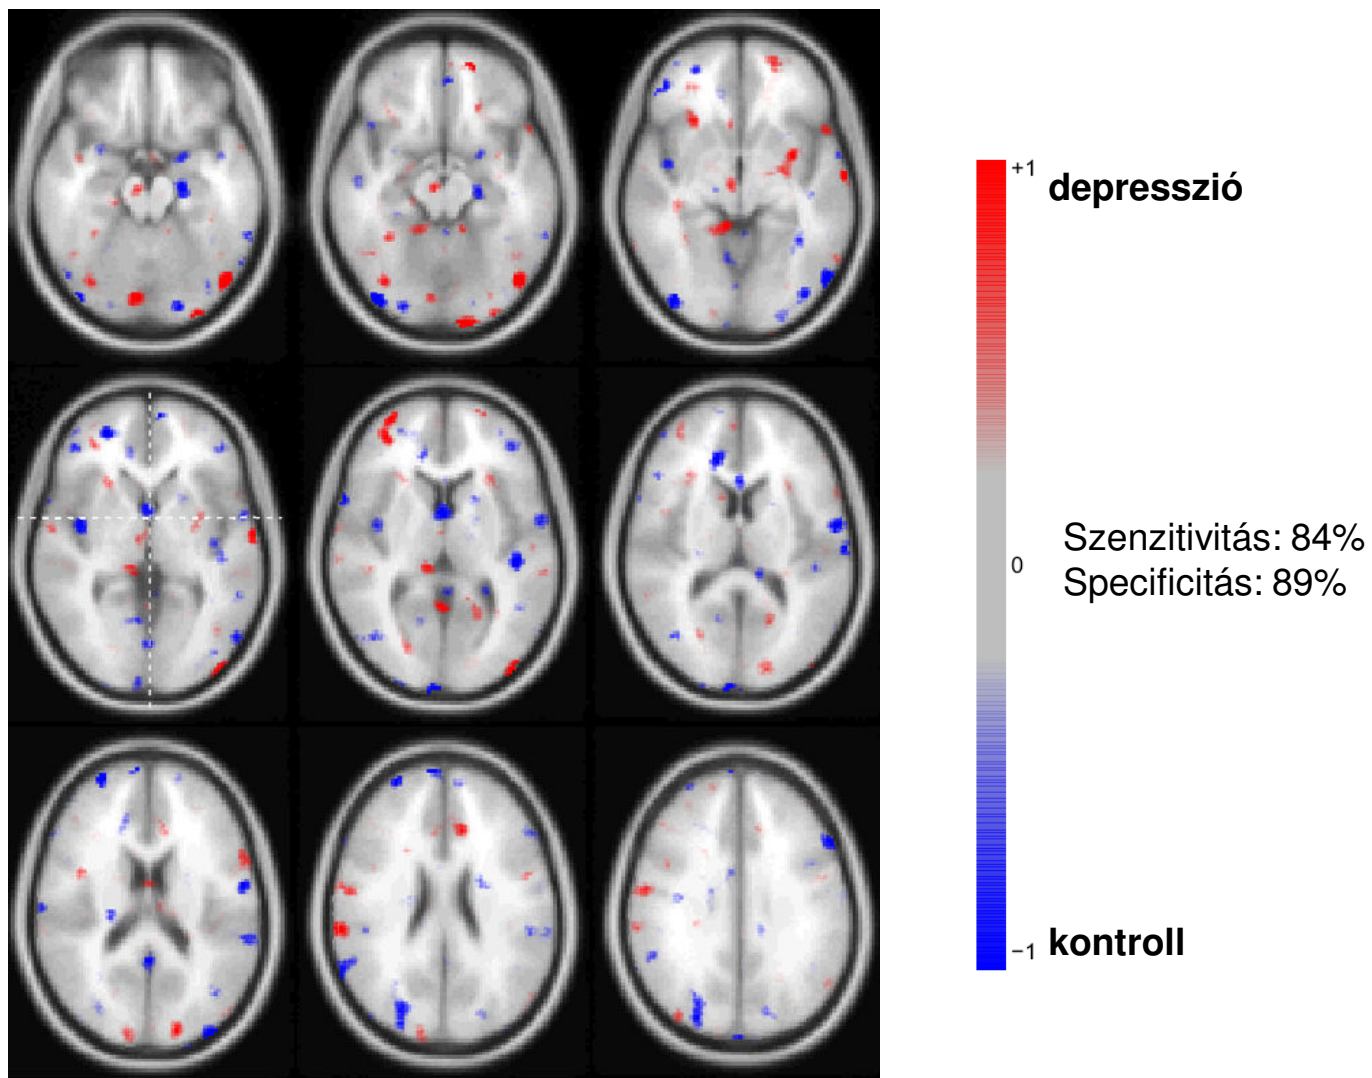 +1
depresszió
Szenzitivitás: 84%
0
Specificitás: 89%
−1
kontroll